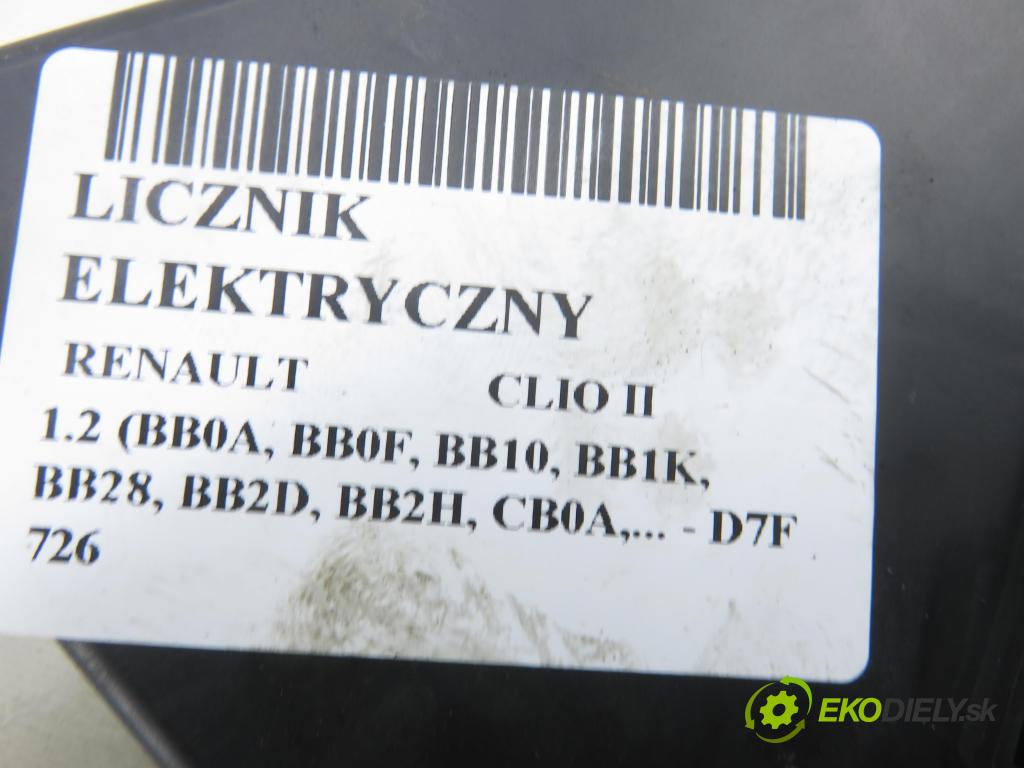 LICZNIK
ELEKTRYCZNY
RENAULT CLIO II
1.2 (BB0A, BB0F, BB10, BB1K,
BB28, BB2D, BB2H, CB0A,... - D7F
726
EKODIELY.sk